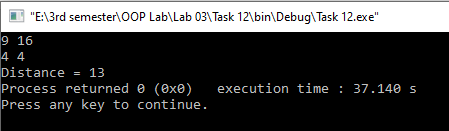 "E:\3rd semester\OOP Lab\Lab 03\Task 12\bin\Debug\Task 12.exe"
9 16
4 4
Distance = 13
Process returned 0 (0x0)   execution time : 37.140 s
Press any key to continue.